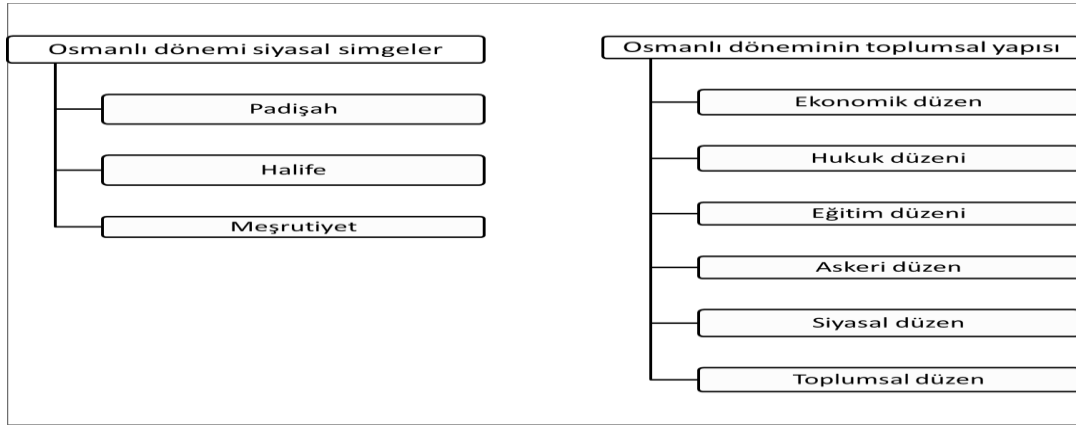 Osmanlı dönemi siyasal simgeler
Padişah
Halife
Meşrutiyet
Osmanlı döneminin toplumsal yapısı
Ekonomik düzen
Hukuk düzeni
Eğitim düzeni
Askeri düzen
Siyasal düzen
Toplumsal düzen